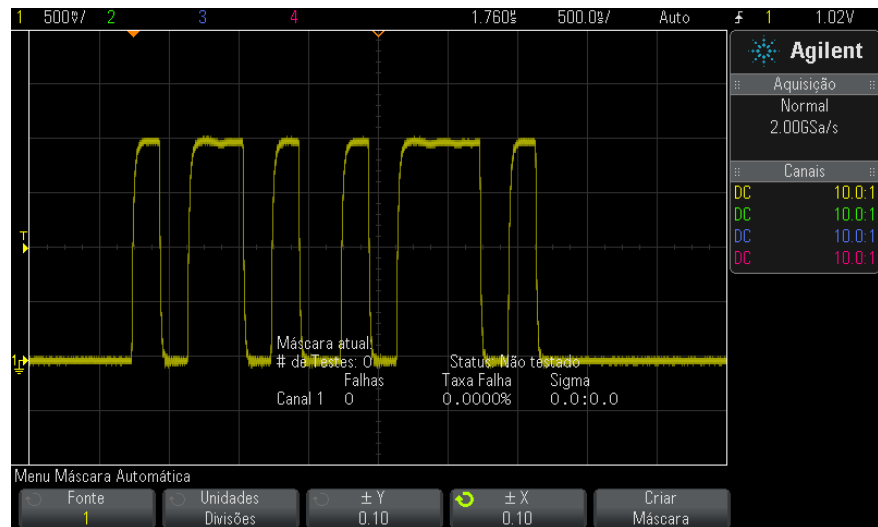 1 500℣/ 2 3 4 1.760㎲ 500.0㎱/ Auto 1 1.02V
Agilent
Aquisição
Normal
2.00GSa/s
Canais
DC 10.0:1
DC 10.0:1
DC 10.0:1
DC 10.0:1
T
1
Máscara atual:
# de Testes: 0 Status: Não testado
Falhas Taxa Falha Sigma
Canal 1 0 0.0000% 0.0:0.0
Menu Máscara Automática
Fonte Unidades ± Y ± X Criar
1 Divisões 0.10 0.10 Máscara